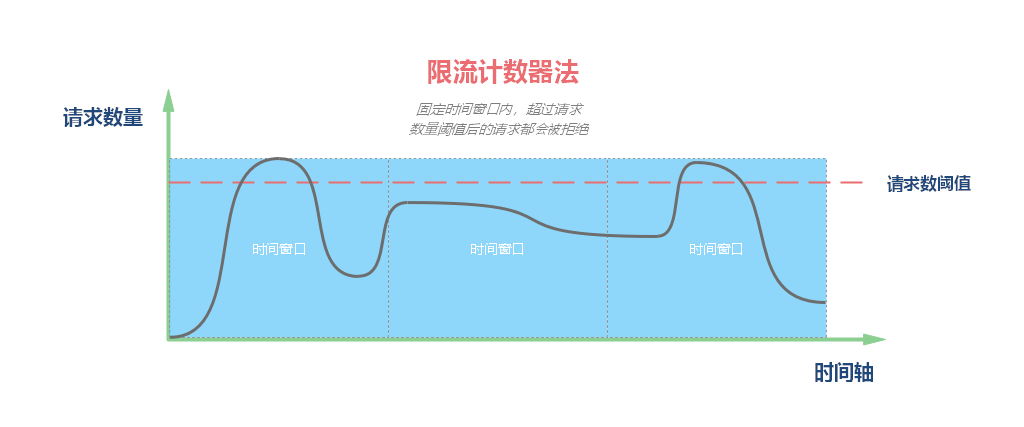 限流计数器法
固定时间窗口内，超过请求
数量阈值后的请求都会被拒绝
请求数量
请求数阈值
时间窗口
时间窗口
时间窗口
时间轴